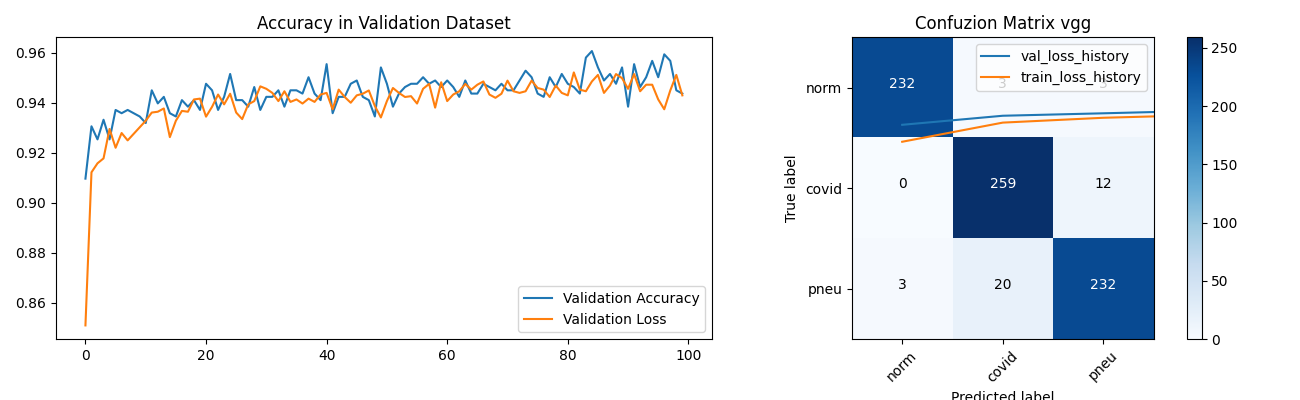 Accuracy in Validation Dataset
0.96
0.94
0.92
0.90
0.88
0.86
0
20
40
60
80
100
Validation Accuracy
Validation Loss
Confuzion Matrix vgg
val_loss_history
train_loss_history
True label
norm
covid
pneu
232
3
3
0
259
12
3
20
232
norm
covid
pneu
Predicted label
250
200
150
100
50
0